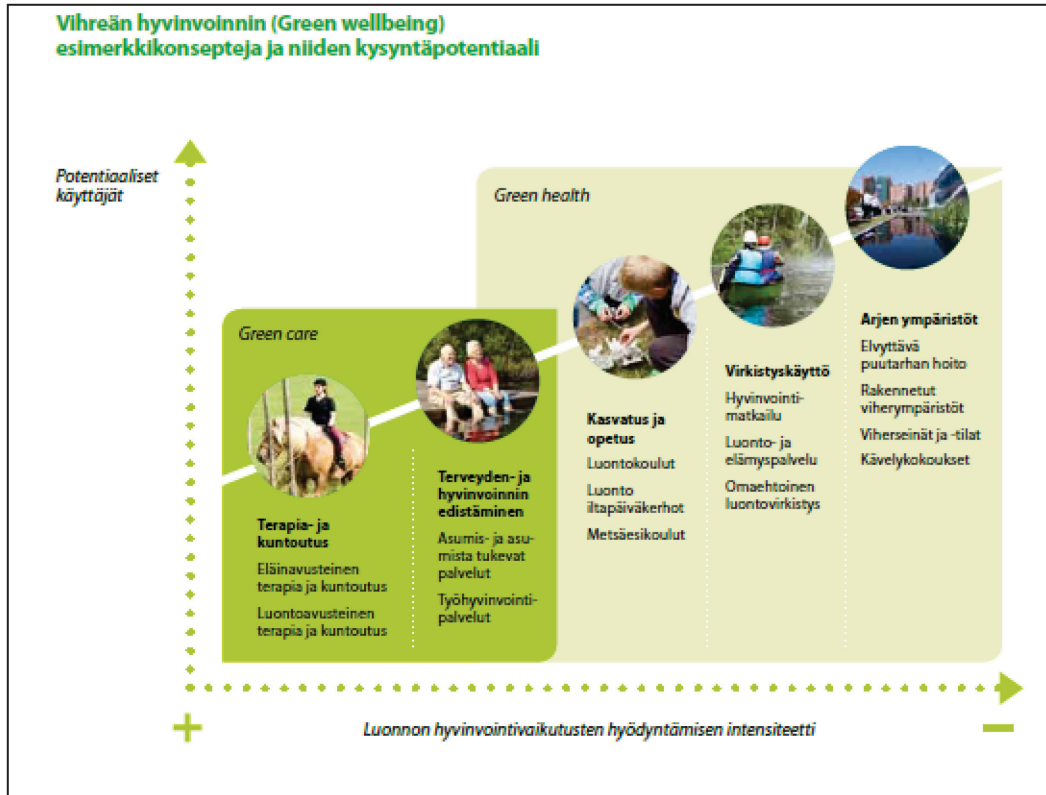 Vihreän hyvinvoinnin (Green wellbeing)
esimerkkikonsepteja ja niiden kysyntäpotentiaali
Potentiaaliset
käyttäjät
Green health
Green care
Terapia- ja
kuntoutus
Eläinavusteinen
terapia ja kuntoutus
Luontoavusteinen
terapia ja kuntoutus
Terveyden- ja
hyvinvoinnin
edistäminen
Asumis- ja asu-
mista tukevat
palvelut
Työhyvinvointi-
palvelut
Kasvatus ja
opetus
Luontokoulut
Luonto
iltapäiväkerhot
Metsäesikoulut
Virkistyskäyttö
Hyvinvointi-
matkailu
Luonto- ja
elämyspalvelu
Omaehtoinen
luontovirkistys
Arjen ympäristöt
Elvyttävä
puutarhan hoito
Rakennetut
viherympäristöt
Viherseinät ja -tilat
Kävelykokoukset
+ Luonnon hyvinvointivaikutusten hyödyntämisen intensiteetti −